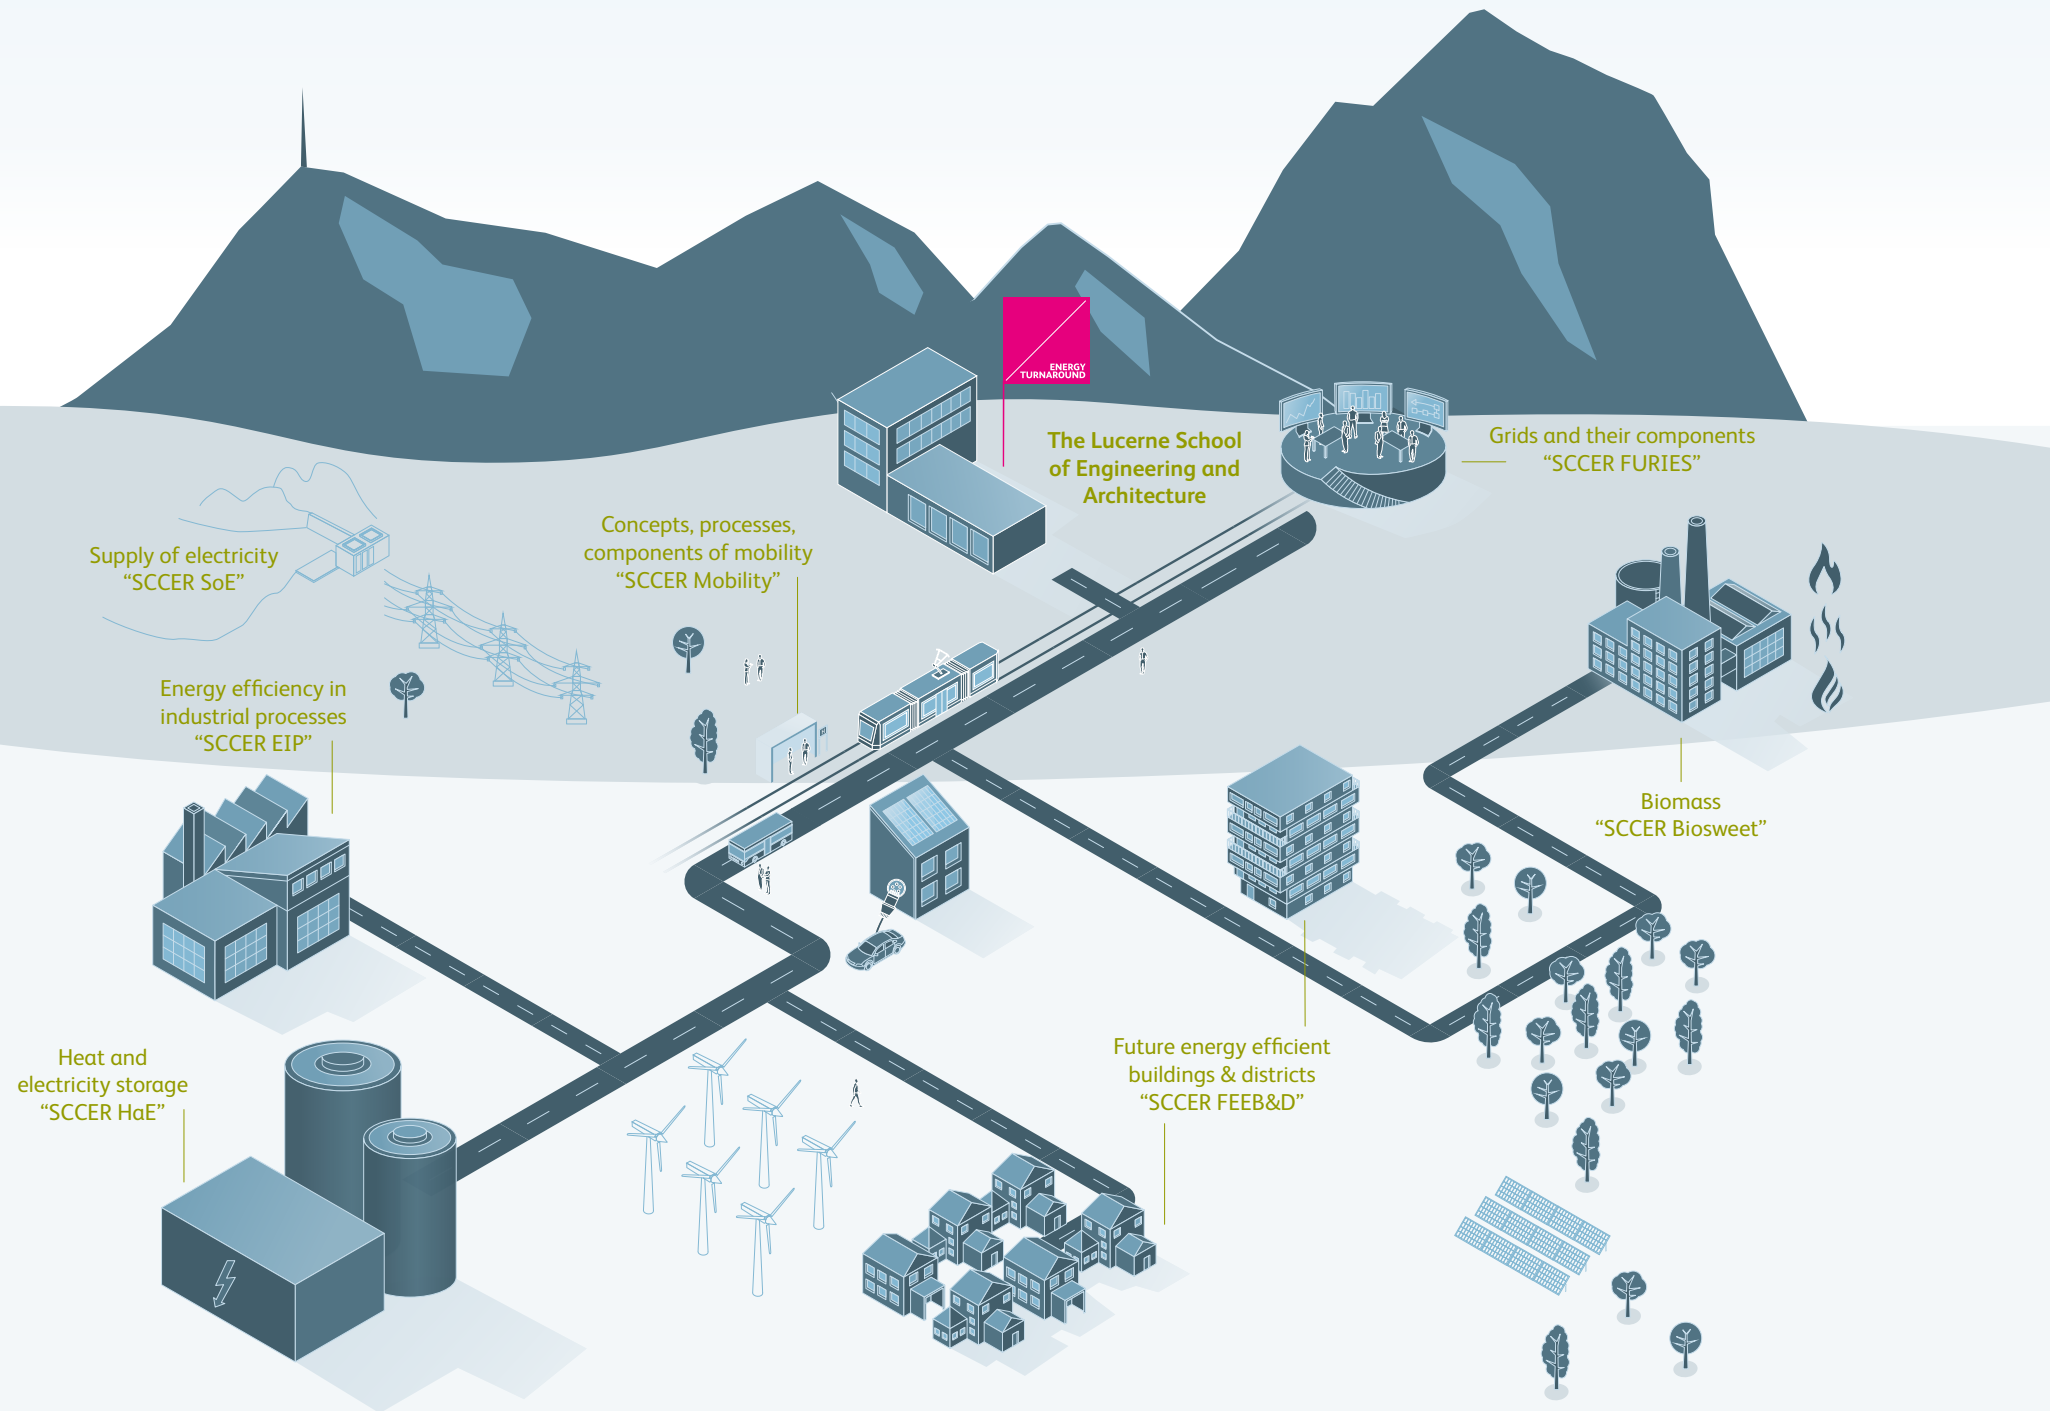 ENERGY
TURNAROUND
The Lucerne School
of Engineering and
Architecture
Grids and their components
“SCCER FURIES”
Concepts, processes,
components of mobility
“SCCER Mobility”
Supply of electricity
“SCCER SoE”
Energy efficiency in
industrial processes
“SCCER EIP”
Biomass
“SCCER Biosweet”
Heat and
electricity storage
“SCCER HaE”
Future energy efficient
buildings & districts
“SCCER FEEB&D”